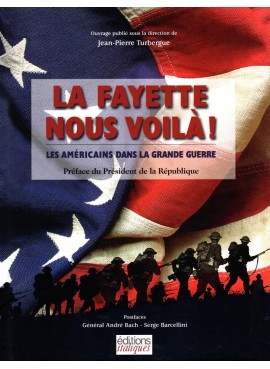 Ouvrage publié sous la direction de
Jean-Pierre Turbergue
LA FAYETTE
NOUS VOILÀ !
LES AMÉRICAINS DANS LA GRANDE GUERRE
Préface du Président de la République
Postfaces
Général André Bach - Serge Barcellini
éditions
italiques